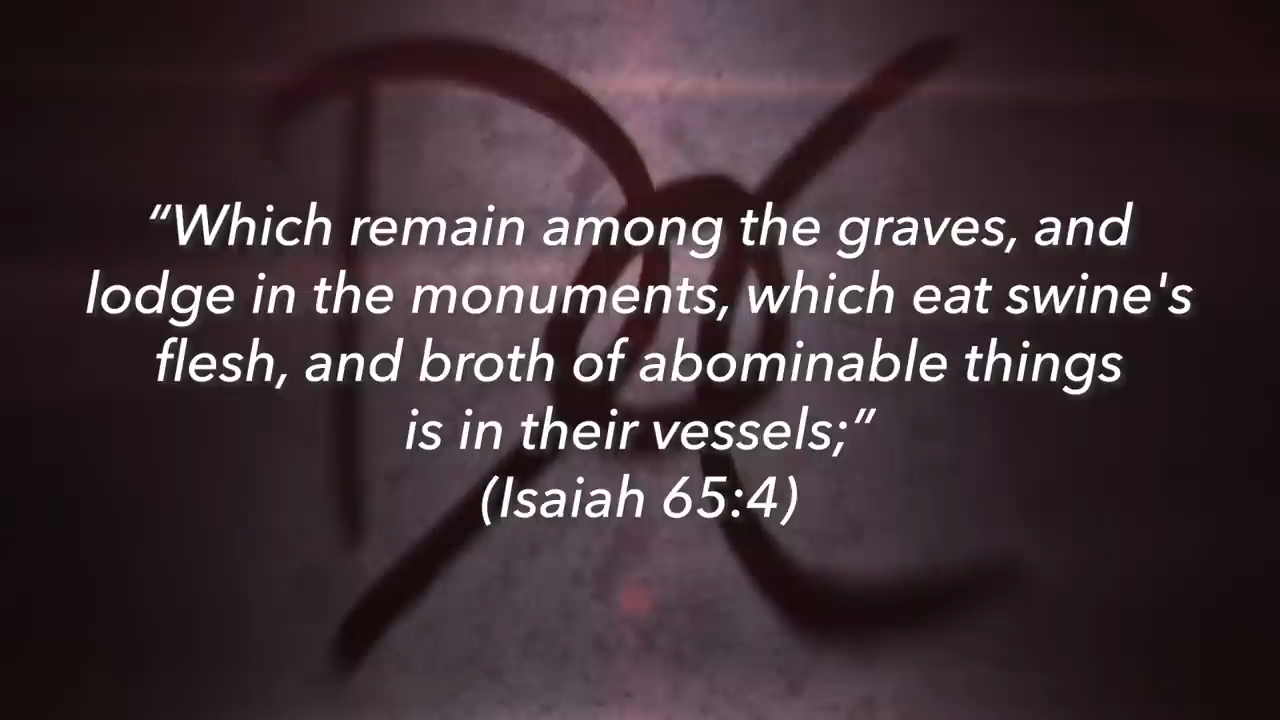 “Which remain among the graves, and
lodge in the monuments, which eat swine's
flesh, and broth of abominable things
is in their vessels;”
(Isaiah 65:4)